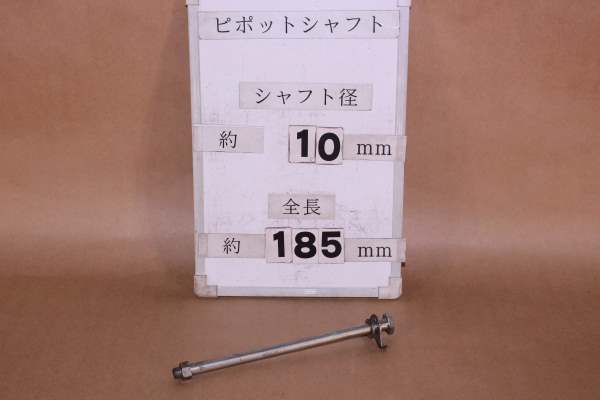 ピボットシャフト
シャフト径
約 10 mm
全長
約 185 mm